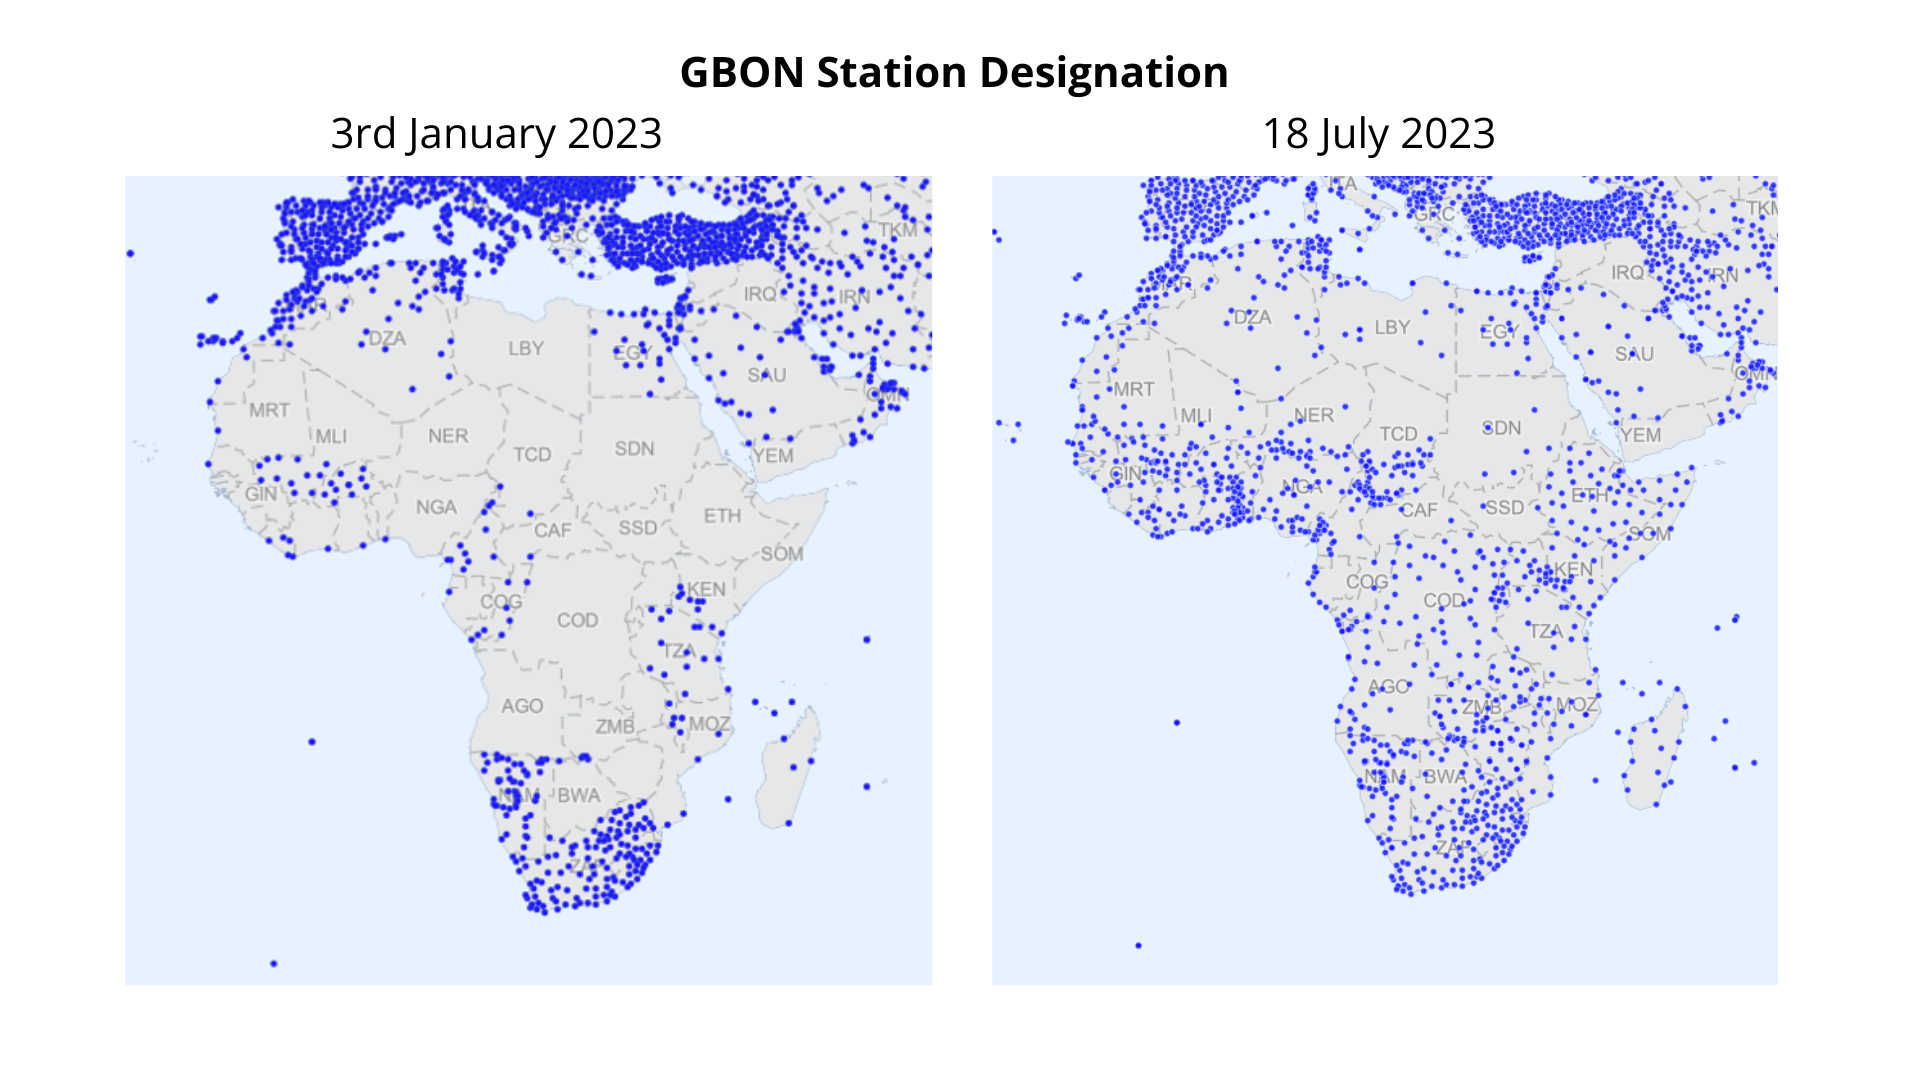 GBON Station Designation
3rd January 2023
18 July 2023
GRC
TKM
IRQ
IRN
DZA
LBY
EGY
SAU
OMN
MRT
MLI
NER
TCD
SDN
YEM
GIN
NGA
CAF
SSD
ETH
SOM
COG
COD
KEN
TZA
AGO
ZMB
MOZ
NAM
BWA
ZAF
GRC
TKM
IRQ
IRN
DZA
LBY
EGY
SAU
OMN
MRT
MLI
NER
TCD
SDN
YEM
GIN
NGA
CAF
SSD
ETH
SOM
COG
COD
KEN
TZA
AGO
ZMB
MOZ
NAM
BWA
ZAF